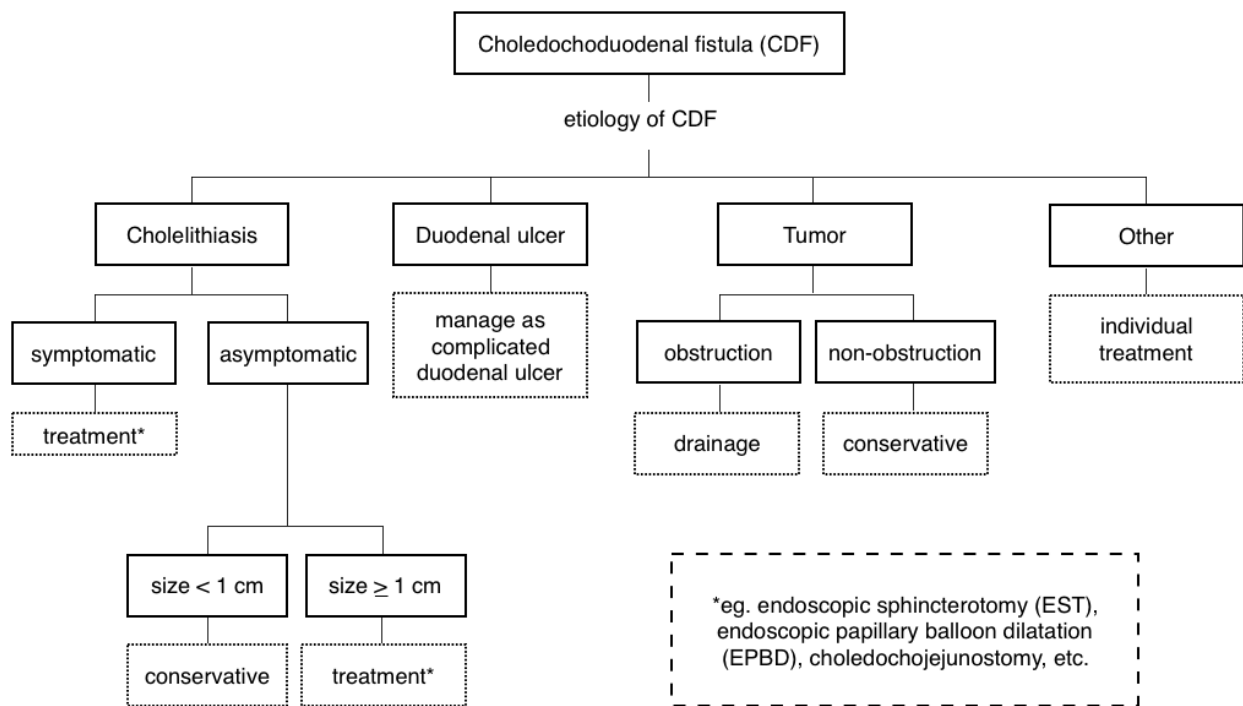 Choledochoduodenal fistula (CDF)
etiology of CDF
Cholelithiasis
Duodenal ulcer
Tumor
Other
symptomatic
asymptomatic
manage as
complicated
duodenal ulcer
obstruction
non-obstruction
individual
treatment
treatment*
drainage
conservative
size < 1 cm
size ≥ 1 cm
conservative
treatment*
*eg. endoscopic sphincterotomy (EST),
endoscopic papillary balloon dilatation
(EPBD), choledochojejunostomy, etc.